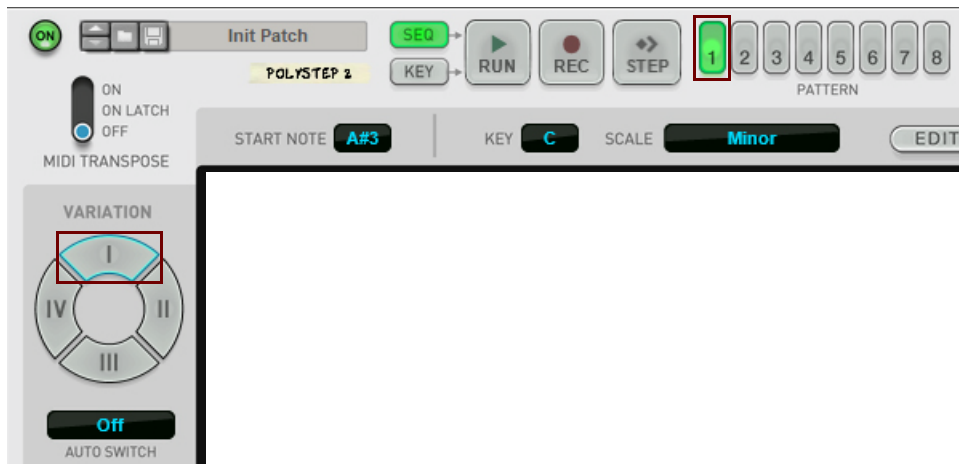 ON
Init Patch
SEQ
RUN
REC
STEP
1 2 3 4 5 6 7 8
POLYSTEP 2
KEY
PATTERN
ON
ON LATCH
OFF
MIDI TRANSPOSE
START NOTE A#3
KEY C
SCALE Minor
EDIT
VARIATION
I
IV
II
III
Off
AUTO SWITCH